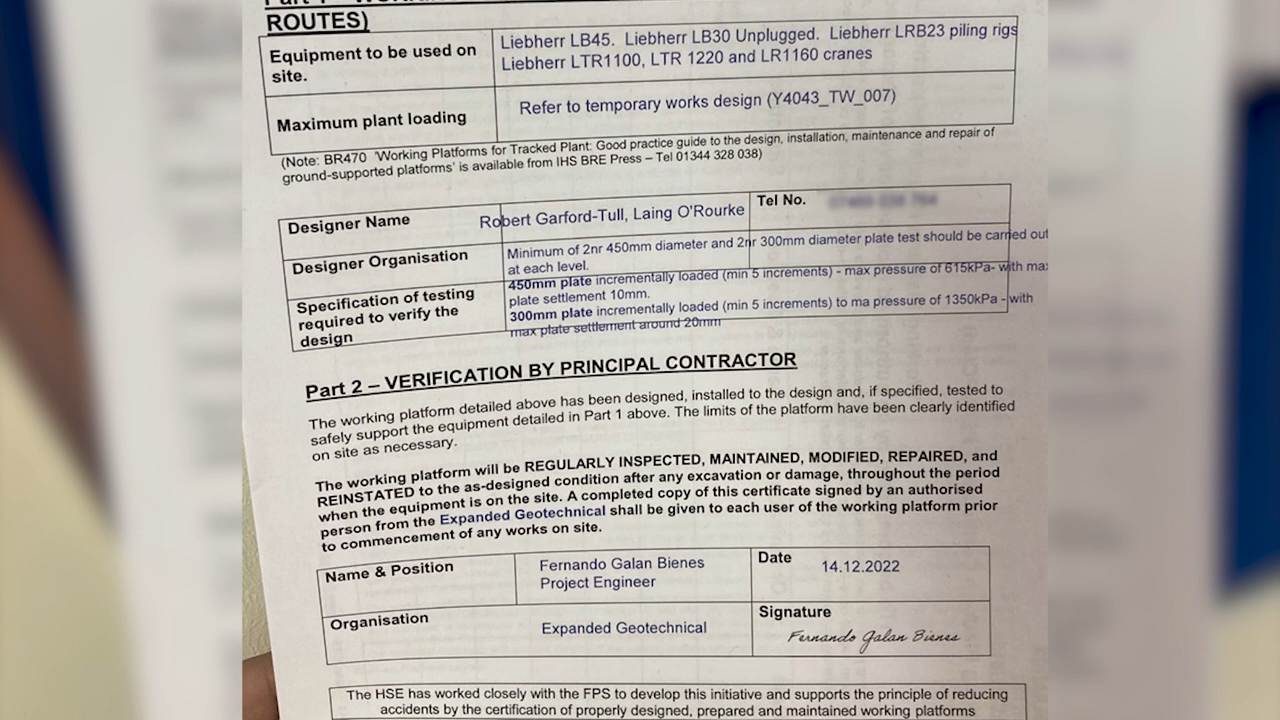 ROUTES)
Equipment to be used on
site.
Liebherr LB45. Liebherr LB30 Unplugged. Liebherr LRB23 piling rigs
Liebherr LTR1100, LTR 1220 and LR1160 cranes
Maximum plant loading
Refer to temporary works design (Y4043_TW_007)
(Note: BR470 'Working Platforms for Tracked Plant: Good practice guide to the design, installation, maintenance and repair of
ground-supported platforms' is available from IHS BRE Press – Tel 01344 328 038)
Designer Name
Robert Garford-Tull, Laing O'Rourke
Tel No.
Designer Organisation
Minimum of 2nr 450mm diameter and 2nr 300mm diameter plate test should be carried out
at each level.
Specification of testing
required to verify the
design
450mm plate incrementally loaded (min 5 increments) - max pressure of 615kPa- with max
plate settlement 10mm.
300mm plate incrementally loaded (min 5 increments) to ma pressure of 1350kPa - with
max plate settlement around 20mm
Part 2 – VERIFICATION BY PRINCIPAL CONTRACTOR
The working platform detailed above has been designed, installed to the design and, if specified, tested to
safely support the equipment detailed in Part 1 above. The limits of the platform have been clearly identified
on site as necessary.
The working platform will be REGULARLY INSPECTED, MAINTAINED, MODIFIED, REPAIRED, and
REINSTATED to the as-designed condition after any excavation or damage, throughout the period
when the equipment is on the site. A completed copy of this certificate signed by an authorised
person from the Expanded Geotechnical shall be given to each user of the working platform prior
to commencement of any works on site.
Name & Position
Fernando Galan Bienes
Project Engineer
Date
14.12.2022
Organisation
Expanded Geotechnical
Signature
Fernando Galan Bienes
The HSE has worked closely with the FPS to develop this initiative and supports the principle of reducing
accidents by the certification of properly designed, prepared and maintained working platforms